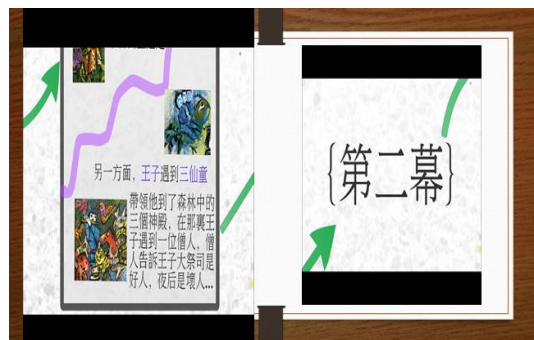 另一方面，王子遇到三仙童
帶領他到了森林中的
三個神殿，在那裏王
子遇到一位僧人，僧
人告訴王子大祭司是
好人，夜后是壞人...
{第二幕}